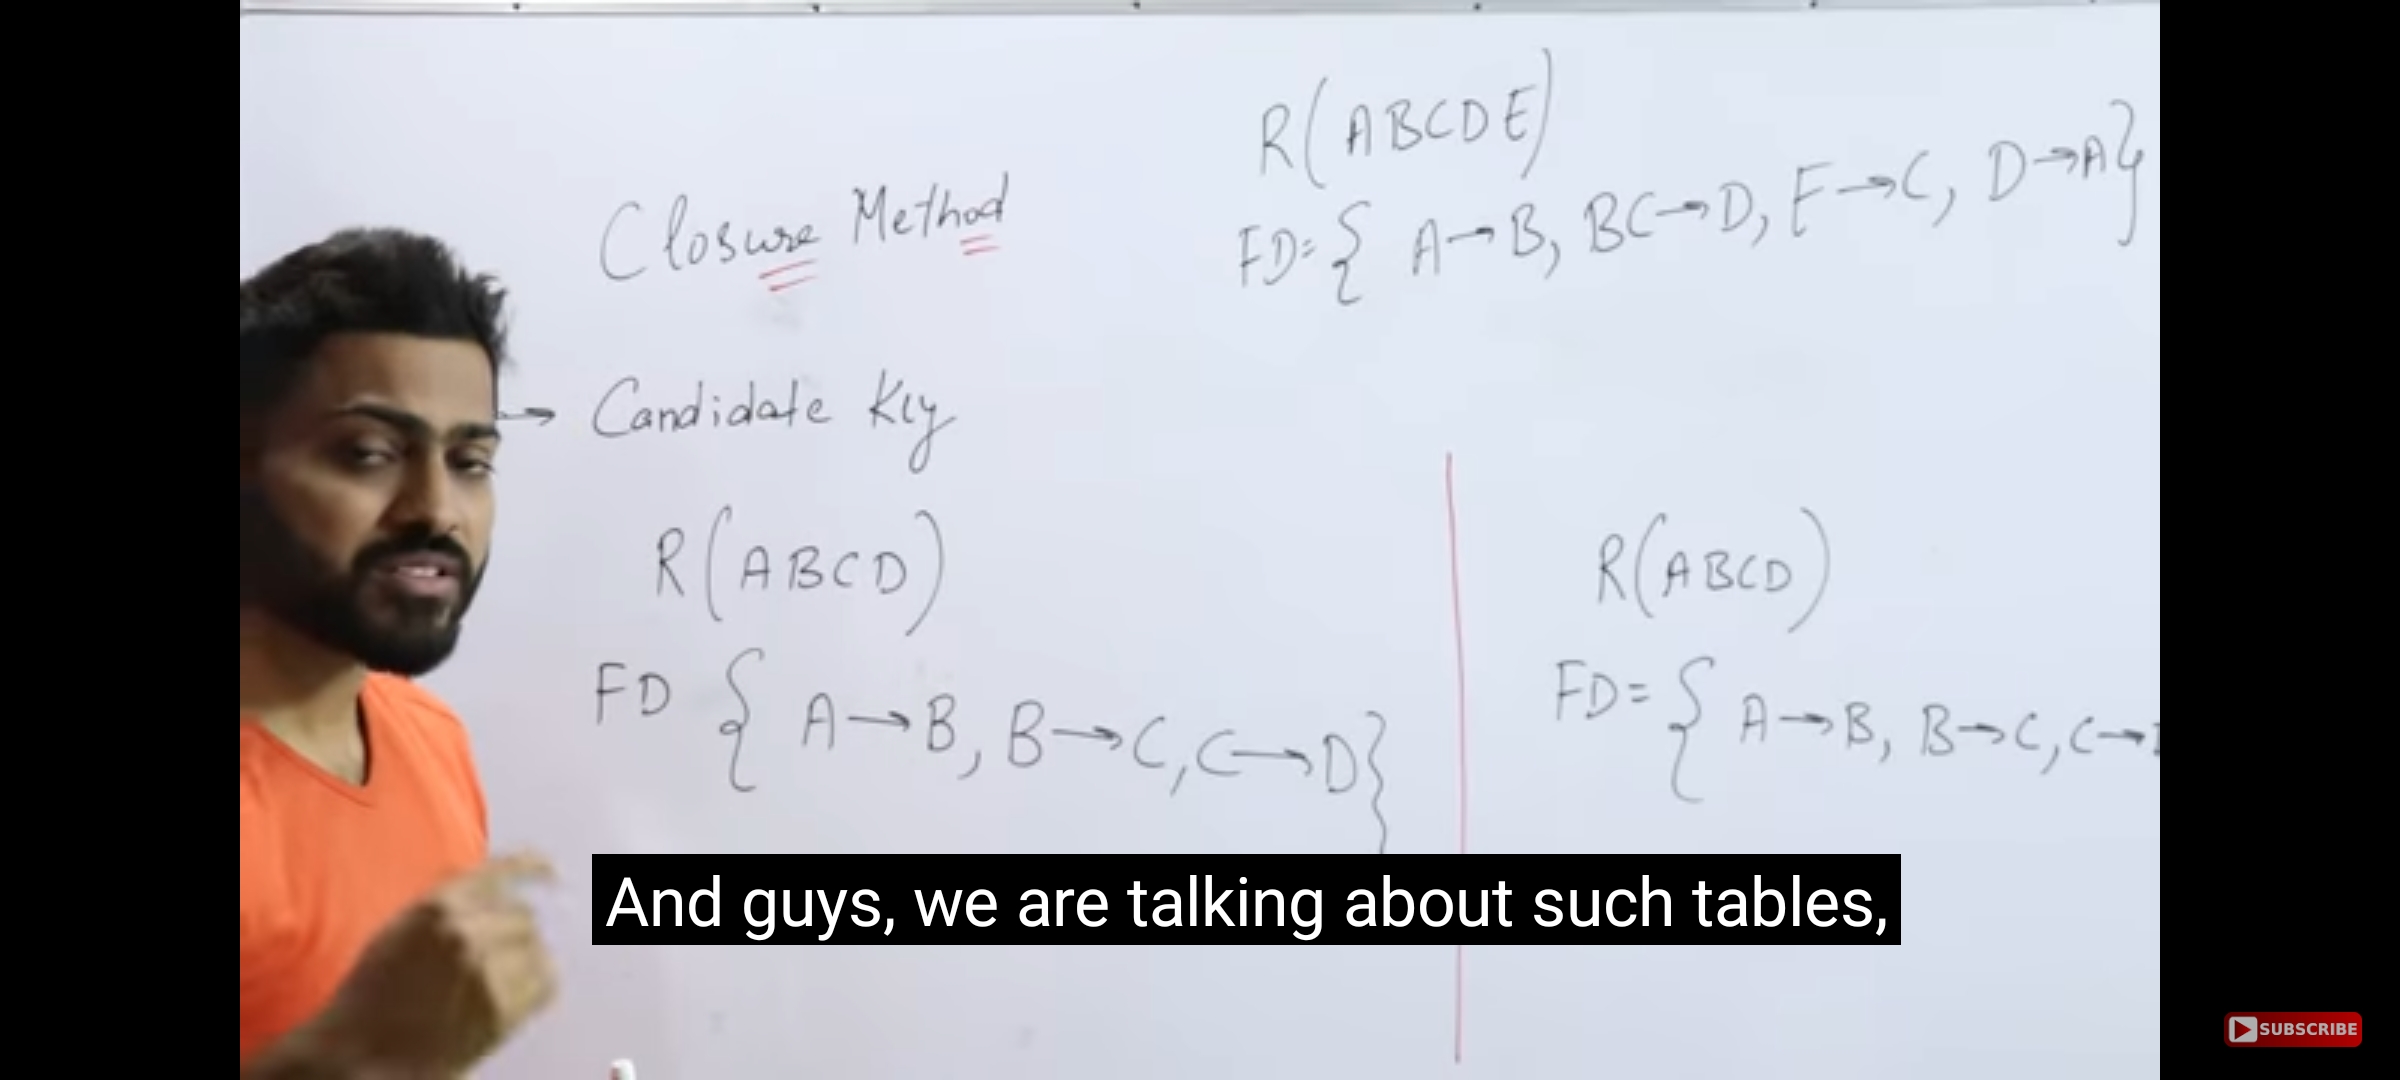 R(ABCDE)
FD={ A→B, BC→D, E→C, D→A}
Closure Method
→ Candidate Key
R(ABCD)
FD { A→B, B→C, C→D}
R(ABCD)
FD={ A→B, B→C, C→
And guys, we are talking about such tables,
SUBSCRIBE